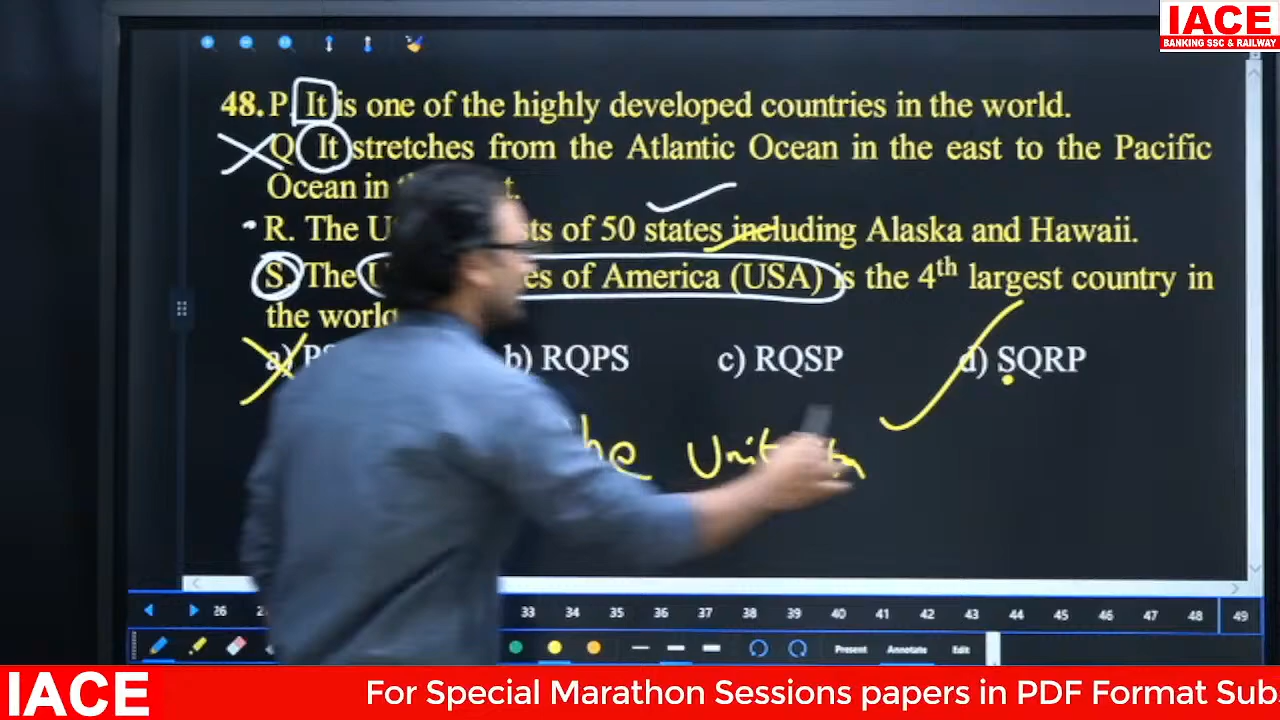 IACE
BANKING SSC & RAILWAY
48. P. It is one of the highly developed countries in the world.
Q. It stretches from the Atlantic Ocean in the east to the Pacific
Ocean in t.
R. The U sts of 50 states including Alaska and Hawaii.
S. The U es of America (USA) is the 4th largest country in
the world
a) PS b) RQPS c) RQSP d) SQRP
he Unit
26 33 34 35 36 37 38 39 40 41 42 43 44 45 46 47 48 49
Present Annotate Exit
IACE For Special Marathon Sessions papers in PDF Format Sub